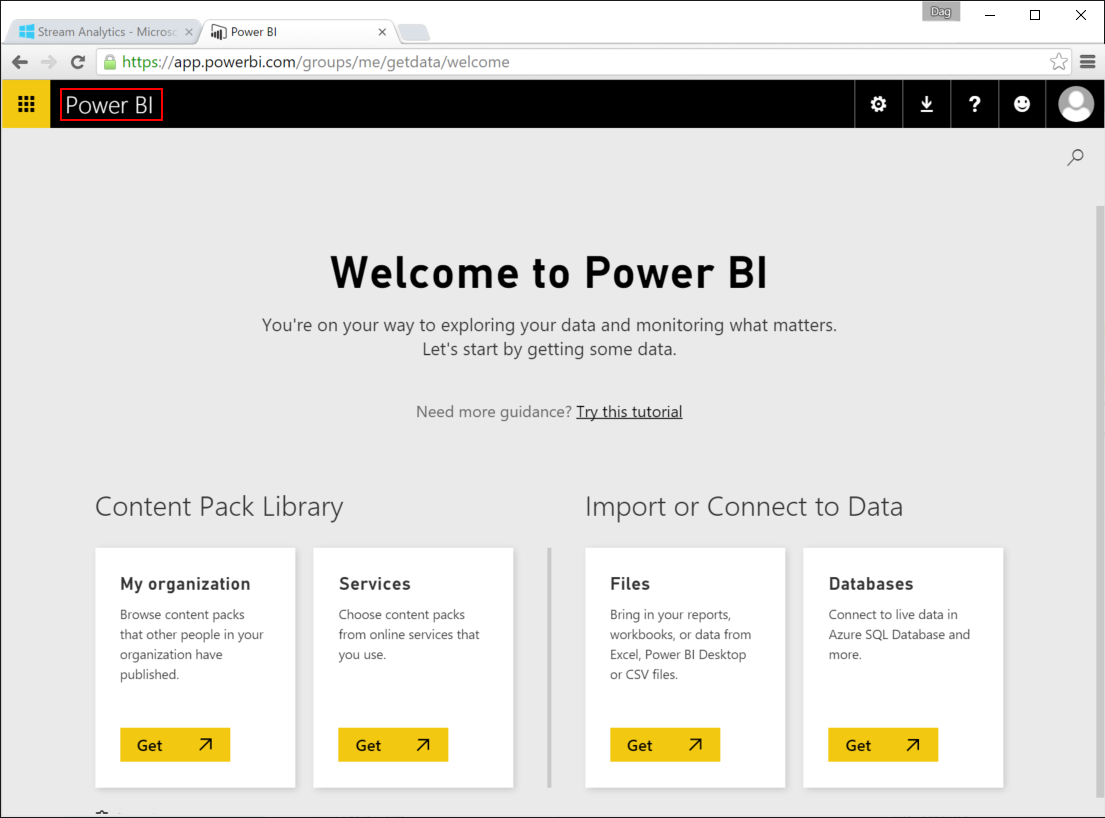 Dag
Stream Analytics - Microso
Power BI
https://app.powerbi.com/groups/me/getdata/welcome
Power BI
?
Welcome to Power BI
You're on your way to exploring your data and monitoring what matters.
Let's start by getting some data.
Need more guidance? Try this tutorial
Content Pack Library
Import or Connect to Data
My organization
Browse content packs
that other people in your
organization have
published.
Get
Services
Choose content packs
from online services that
you use.
Get
Files
Bring in your reports,
workbooks, or data from
Excel, Power BI Desktop
or CSV files.
Get
Databases
Connect to live data in
Azure SQL Database and
more.
Get